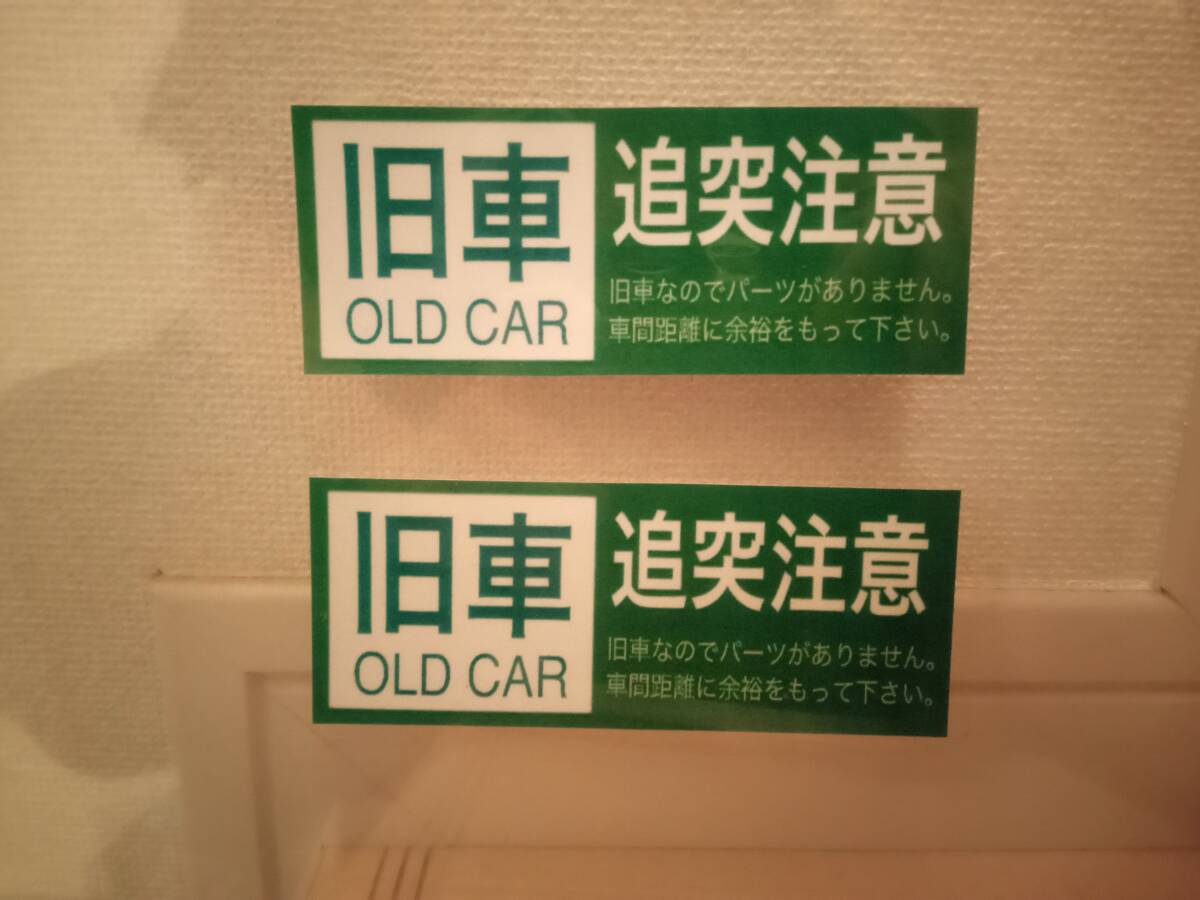 旧車
OLD CAR
追突注意
旧車なのでパーツがありません。
車間距離に余裕をもって下さい。
旧車
OLD CAR
追突注意
旧車なのでパーツがありません。
車間距離に余裕をもって下さい。